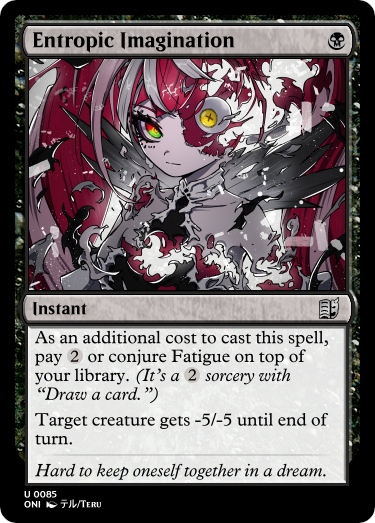 Entropic Imagination
Instant
As an additional cost to cast this spell,
pay 2 or conjure Fatigue on top of
your library. (It's a 2 sorcery with
“Draw a card.”)
Target creature gets -5/-5 until end of
turn.
Hard to keep oneself together in a dream.
U 0085
ONI テル/Teru